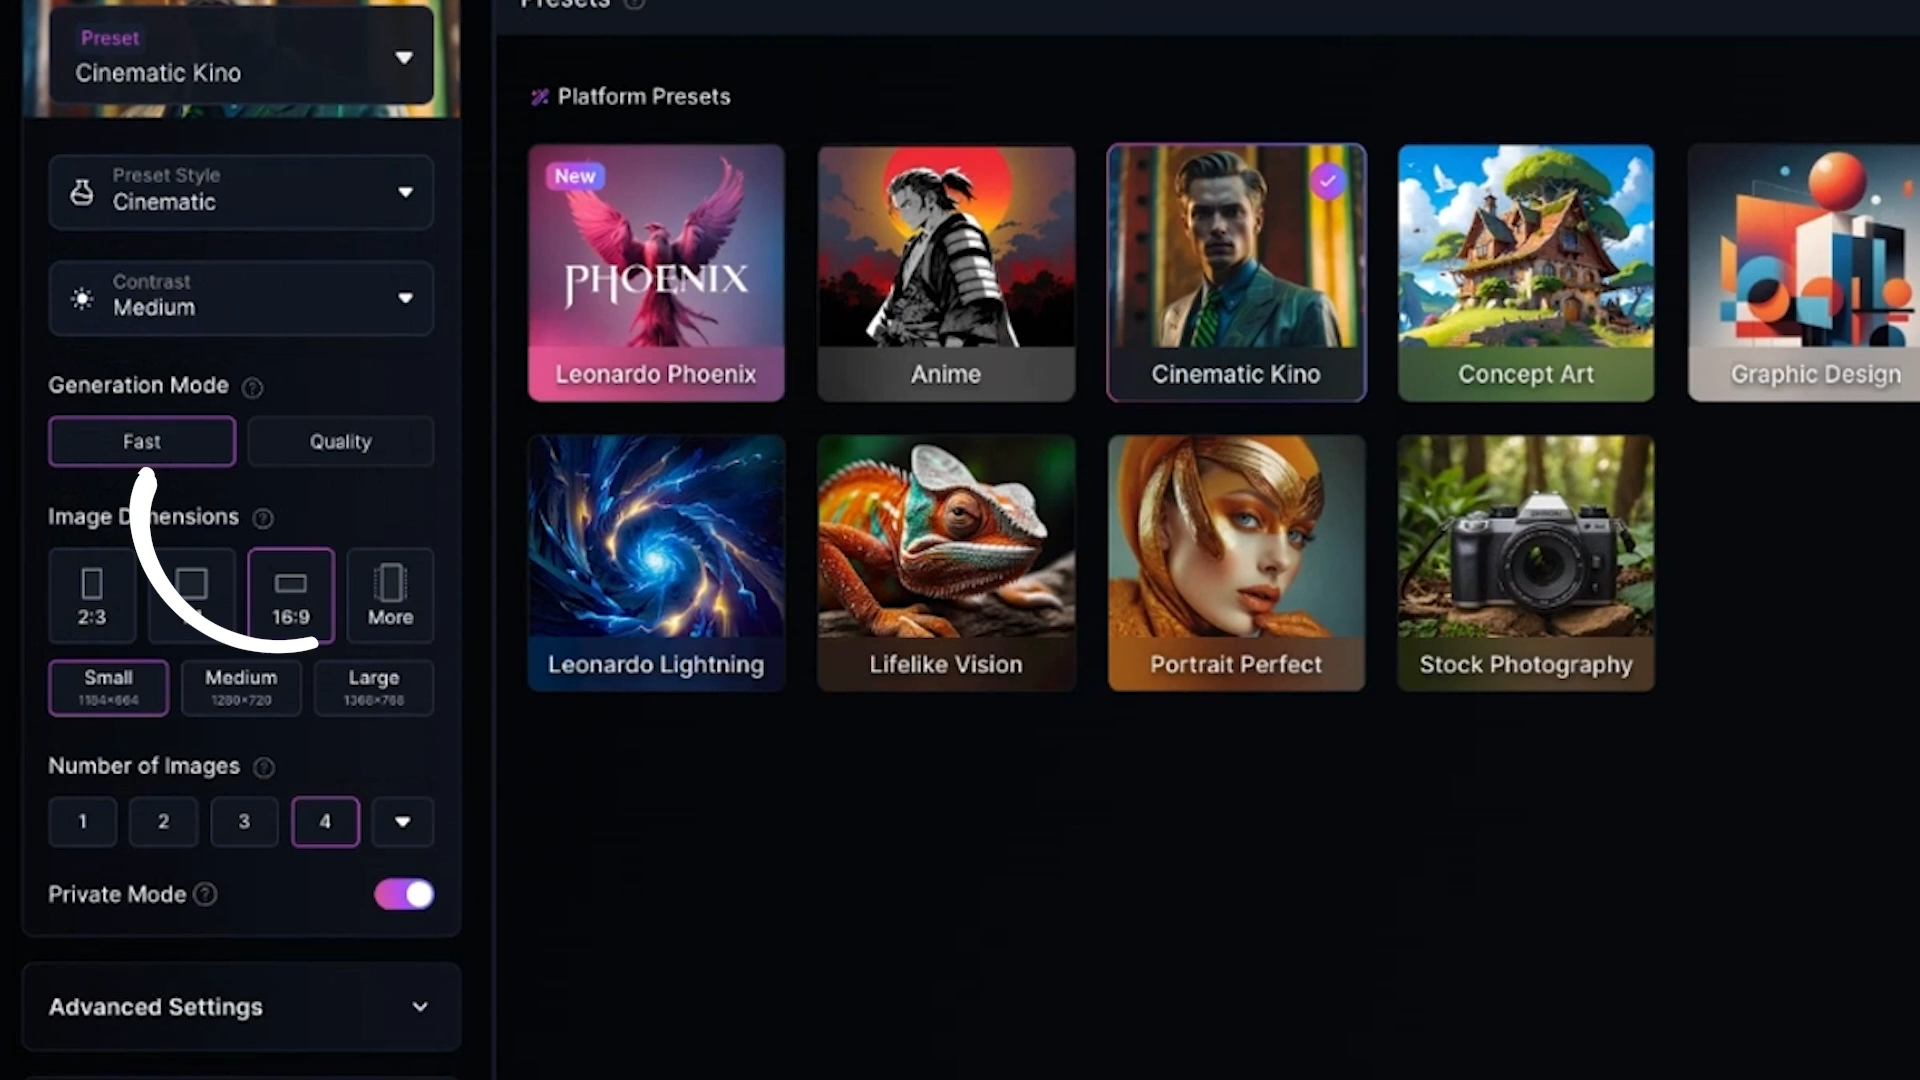 Presets
Preset
Cinematic Kino
Preset Style
Cinematic
Contrast
Medium
Generation Mode
Fast
Quality
Image Dimensions
2:3
16:9
More
Small
Medium
1280×720
Large
1368×768
Number of Images
1
2
3
4
Private Mode
Advanced Settings
Platform Presets
New
PHOENIX
Leonardo Phoenix
Anime
Cinematic Kino
Concept Art
Graphic Design
Leonardo Lightning
Lifelike Vision
Portrait Perfect
Stock Photography